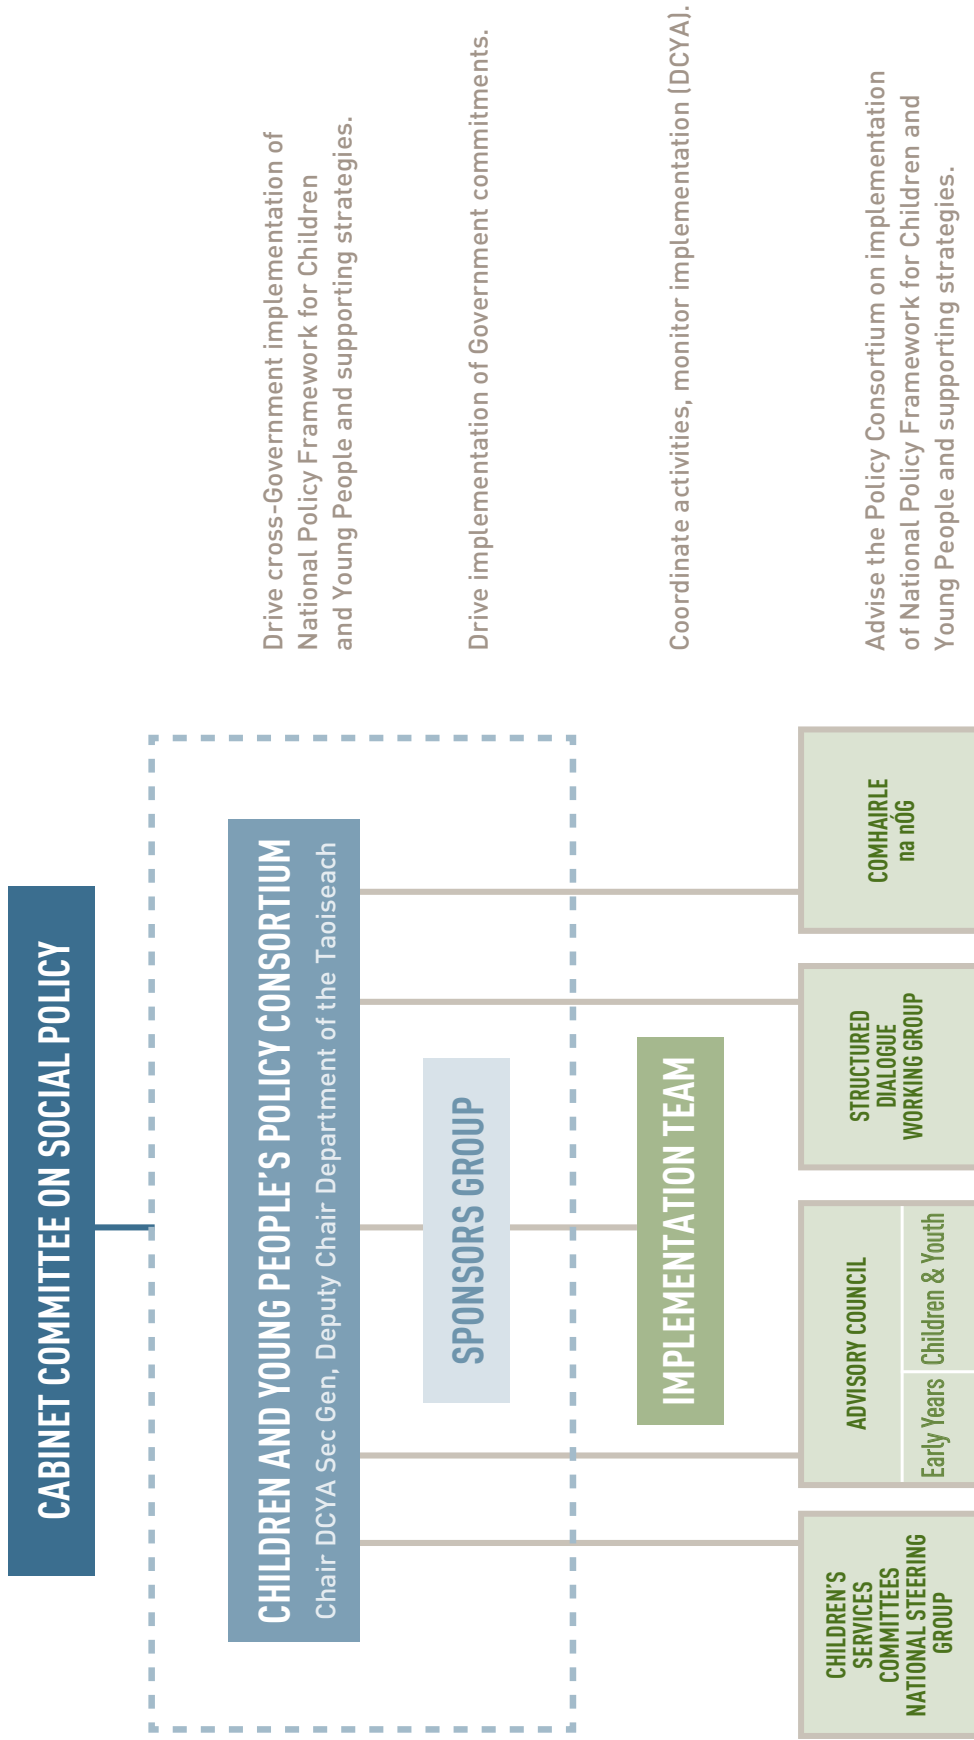 CABINET COMMITTEE ON SOCIAL POLICY
CHILDREN AND YOUNG PEOPLE'S POLICY CONSORTIUM
Chair DCYA Sec Gen, Deputy Chair Department of the Taoiseach
Drive cross-Government implementation of
National Policy Framework for Children
and Young People and supporting strategies.
SPONSORS GROUP
Drive implementation of Government commitments.
IMPLEMENTATION TEAM
Coordinate activities, monitor implementation (DCYA).
CHILDREN'S
SERVICES
COMMITTEES
NATIONAL STEERING
GROUP
ADVISORY COUNCIL
Early Years
Children & Youth
STRUCTURED
DIALOGUE
WORKING GROUP
COMHAIRLE
na nÓG
Advise the Policy Consortium on implementation
of National Policy Framework for Children and
Young People and supporting strategies.